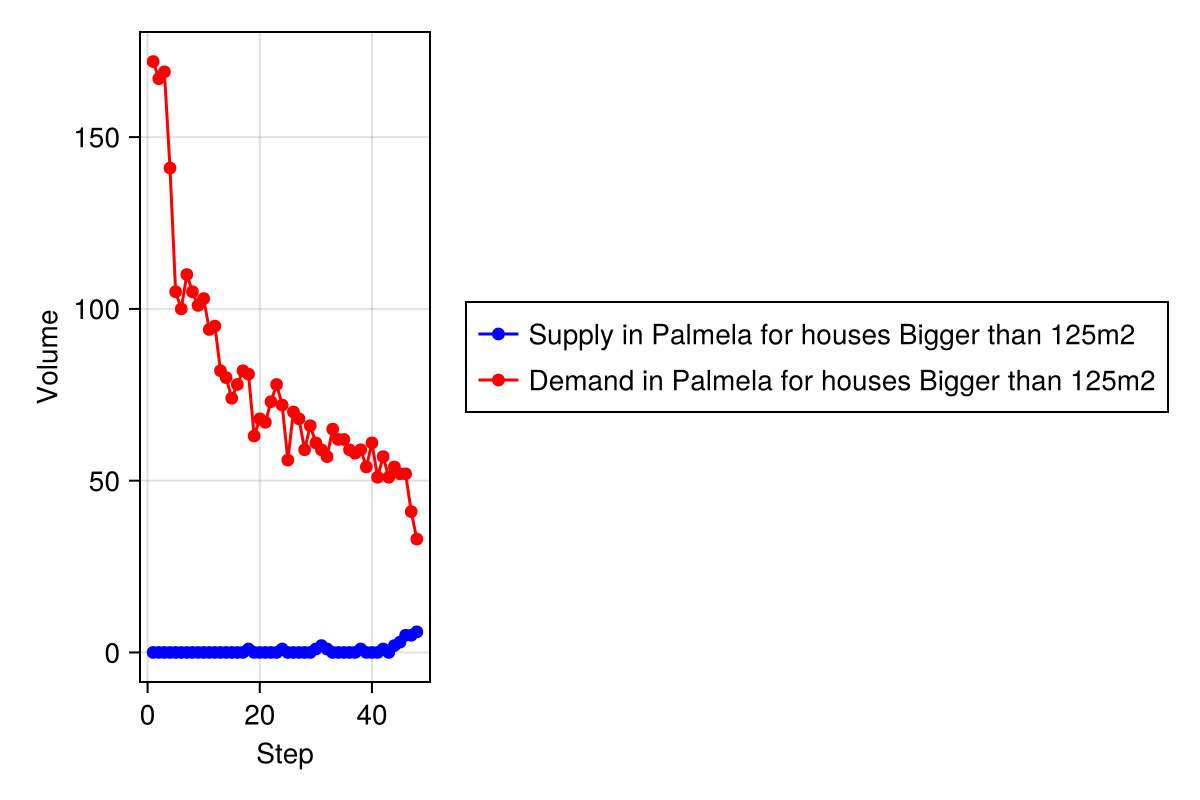 Volume
150
100
50
0
0 20 40
Step
Supply in Palmela for houses Bigger than 125m2
Demand in Palmela for houses Bigger than 125m2